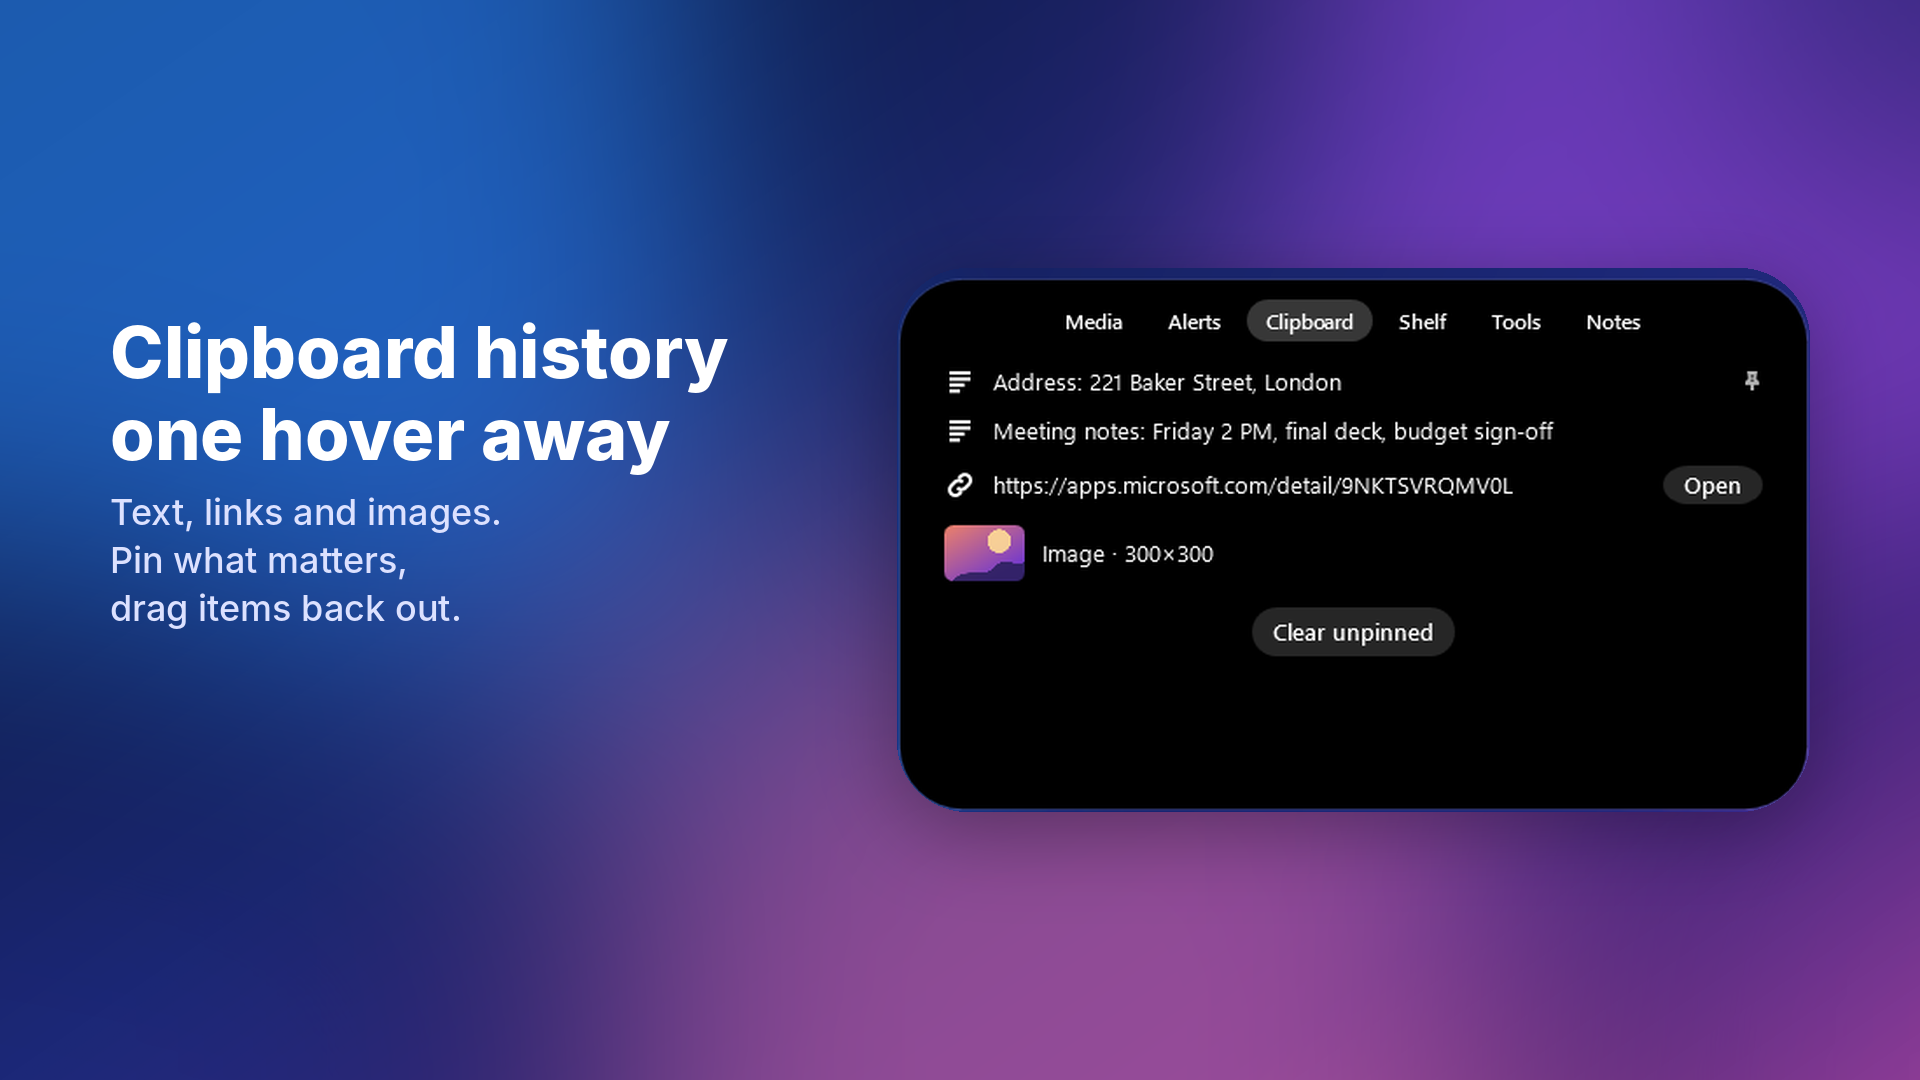 Clipboard history
one hover away
Text, links and images.
Pin what matters,
drag items back out.
Media Alerts Clipboard Shelf Tools Notes
Address: 221 Baker Street, London
Meeting notes: Friday 2 PM, final deck, budget sign-off
https://apps.microsoft.com/detail/9NKTSVRQMV0L Open
Image · 300×300
Clear unpinned